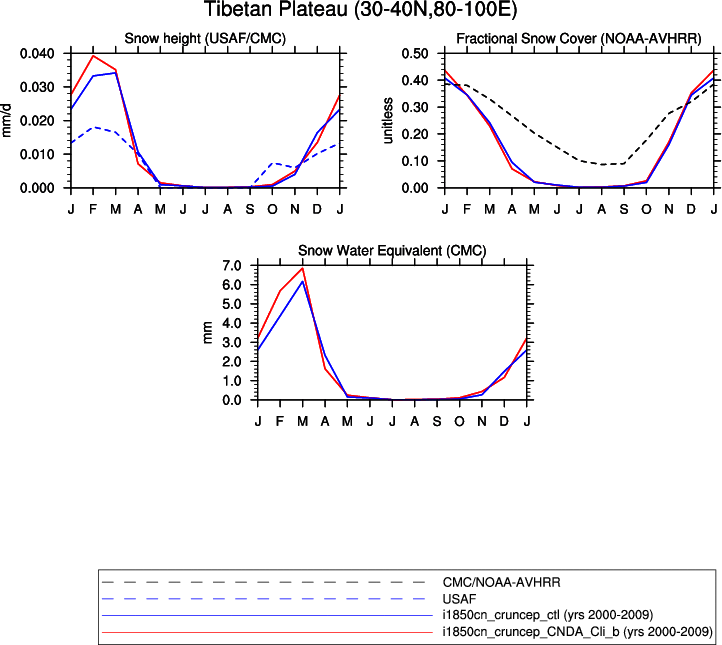 Tibetan Plateau (30-40N,80-100E)
Snow height (USAF/CMC)
0.040
0.030
0.020
0.010
0.000
mm/d
J F M A M J J A S O N D J
Fractional Snow Cover (NOAA-AVHRR)
0.50
0.40
0.30
0.20
0.10
0.00
unitless
J F M A M J J A S O N D J
Snow Water Equivalent (CMC)
7.0
6.0
5.0
4.0
3.0
2.0
1.0
0.0
mm
J F M A M J J A S O N D J
CMC/NOAA-AVHRR
USAF
i1850cn_cruncep_ctl (yrs 2000-2009)
i1850cn_cruncep_CNDA_Cli_b (yrs 2000-2009)